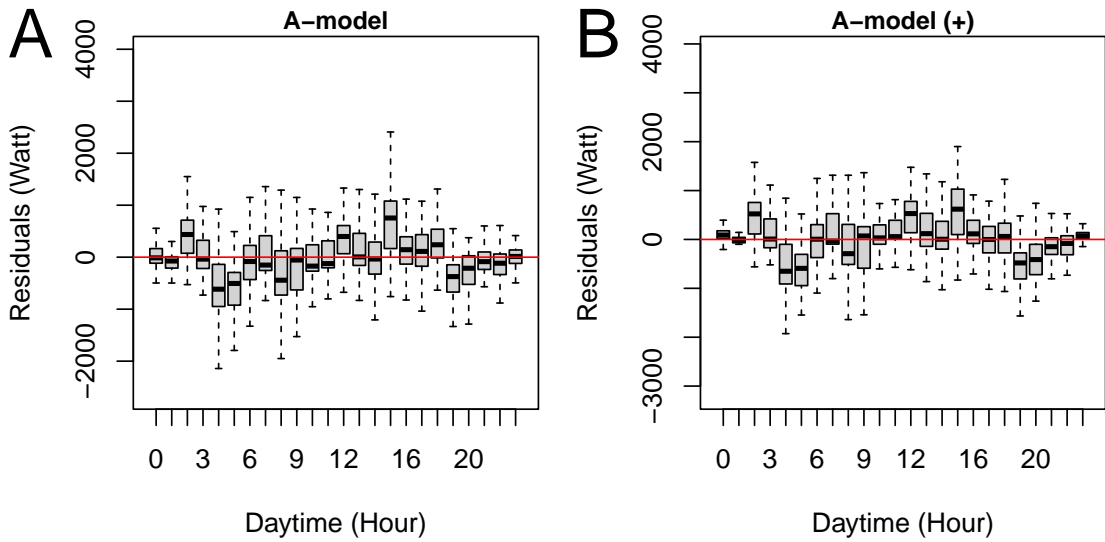 A
A−model
Residuals (Watt)
4000
2000
0
−2000
0 3 6 9 12 16 20
Daytime (Hour)
B
A−model (+)
Residuals (Watt)
4000
2000
0
−3000
0 3 6 9 12 16 20
Daytime (Hour)